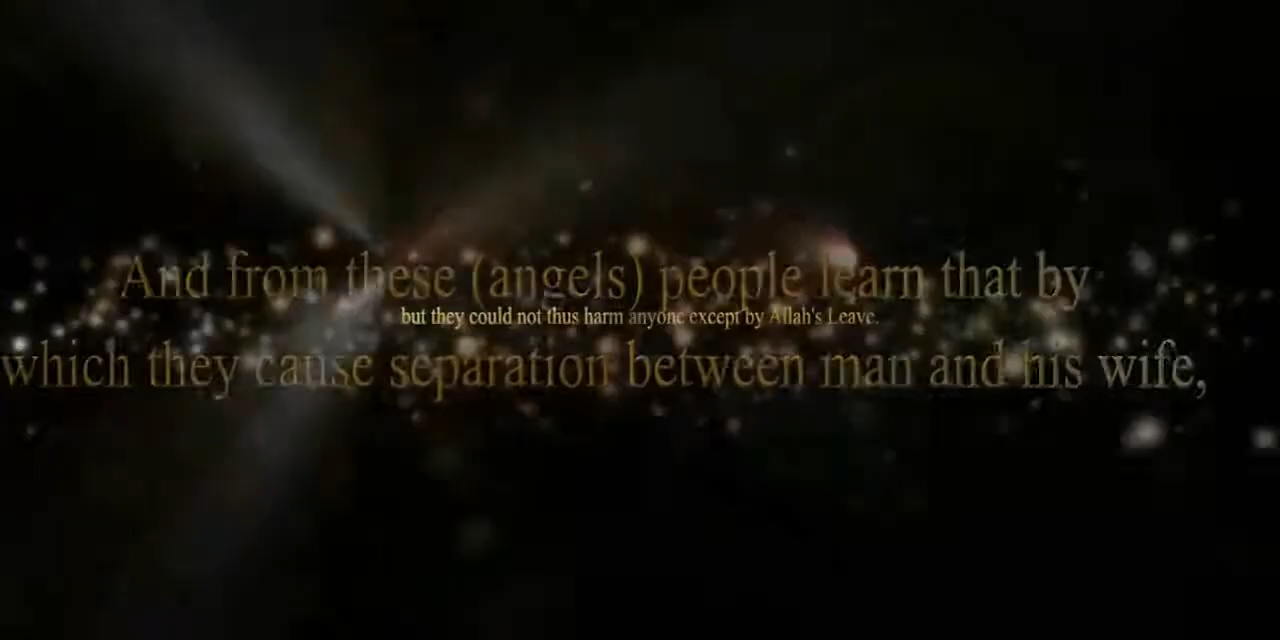 And from these (angels) people learn that by
but they could not thus harm anyone except by Allah's Leave.
which they cause separation between man and his wife,